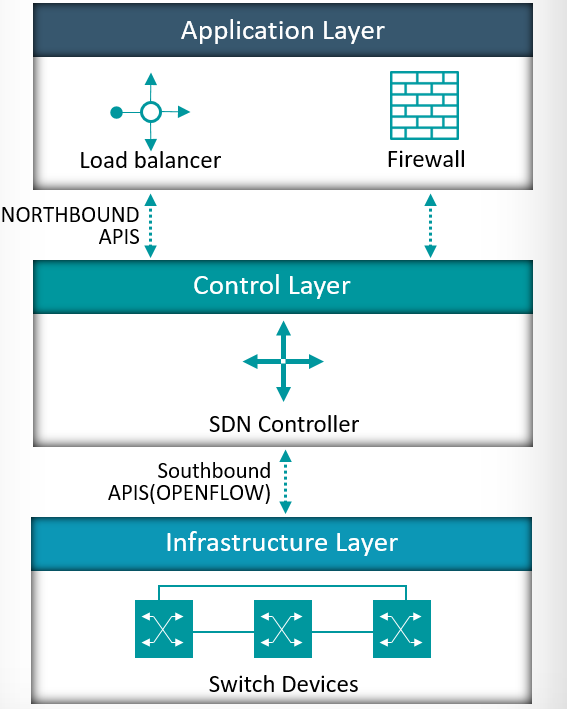 Application Layer
Load balancer
Firewall
NORTHBOUND
APIS
Control Layer
SDN Controller
Southbound
APIS(OPENFLOW)
Infrastructure Layer
Switch Devices